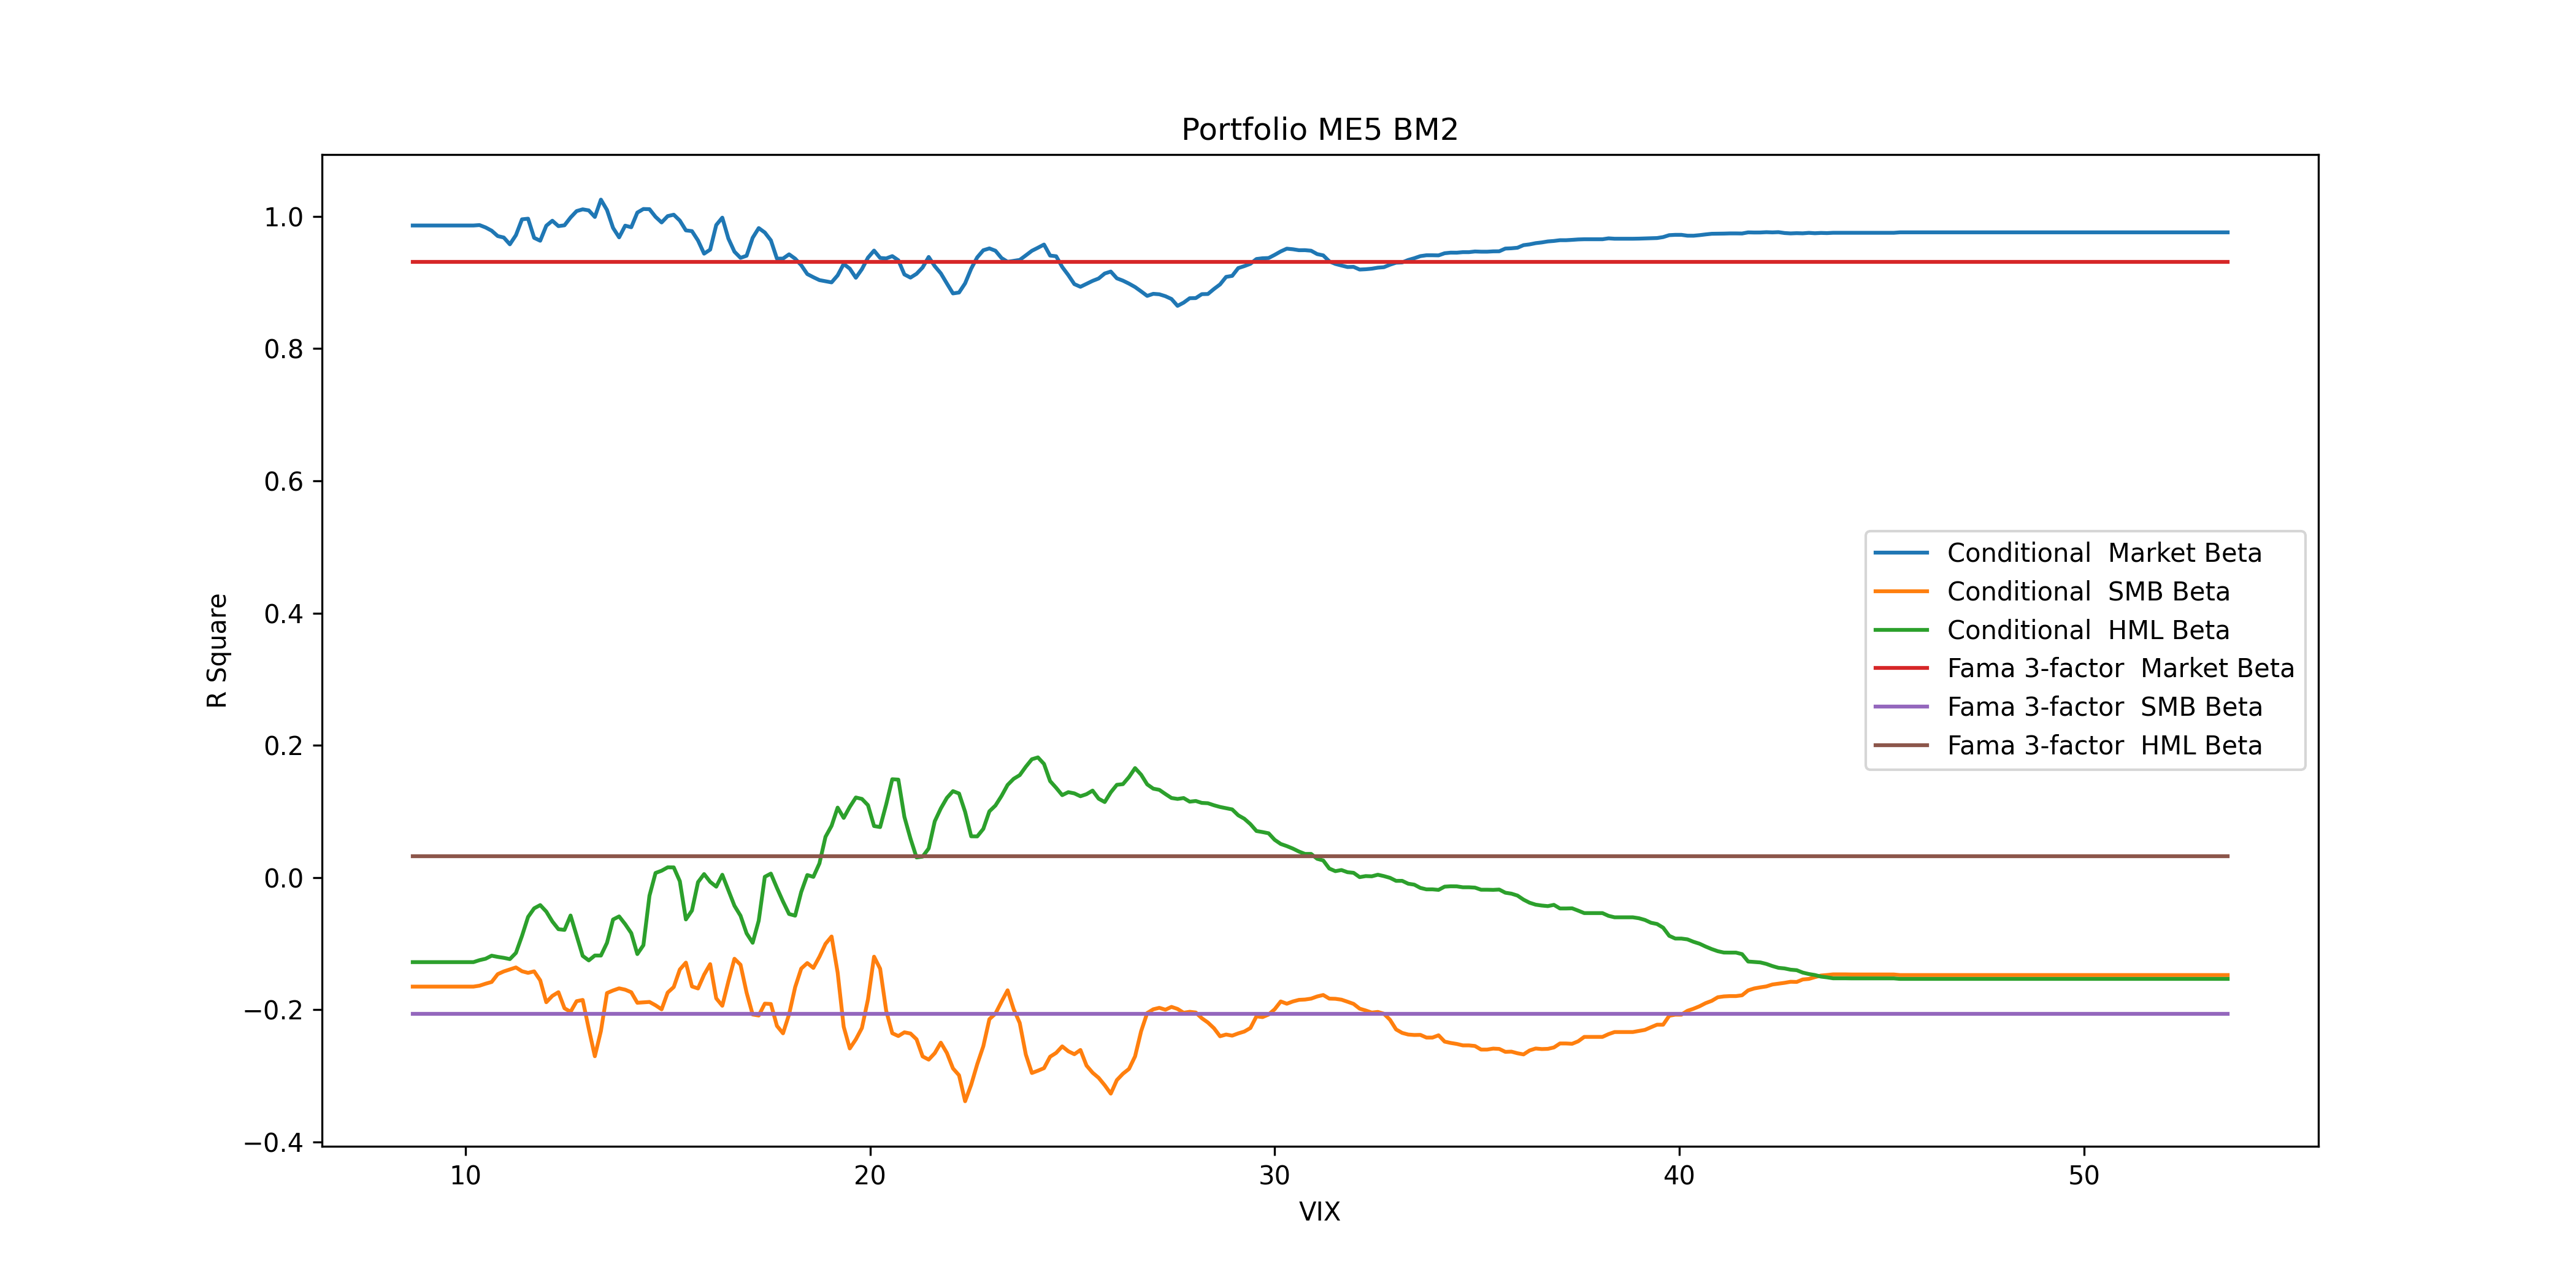 Portfolio ME5 BM2
1.0
0.8
0.6
0.4
0.2
0.0
−0.2
−0.4
R Square
Conditional  Market Beta
Conditional  SMB Beta
Conditional  HML Beta
Fama 3-factor  Market Beta
Fama 3-factor  SMB Beta
Fama 3-factor  HML Beta
10 20 30 40 50
VIX